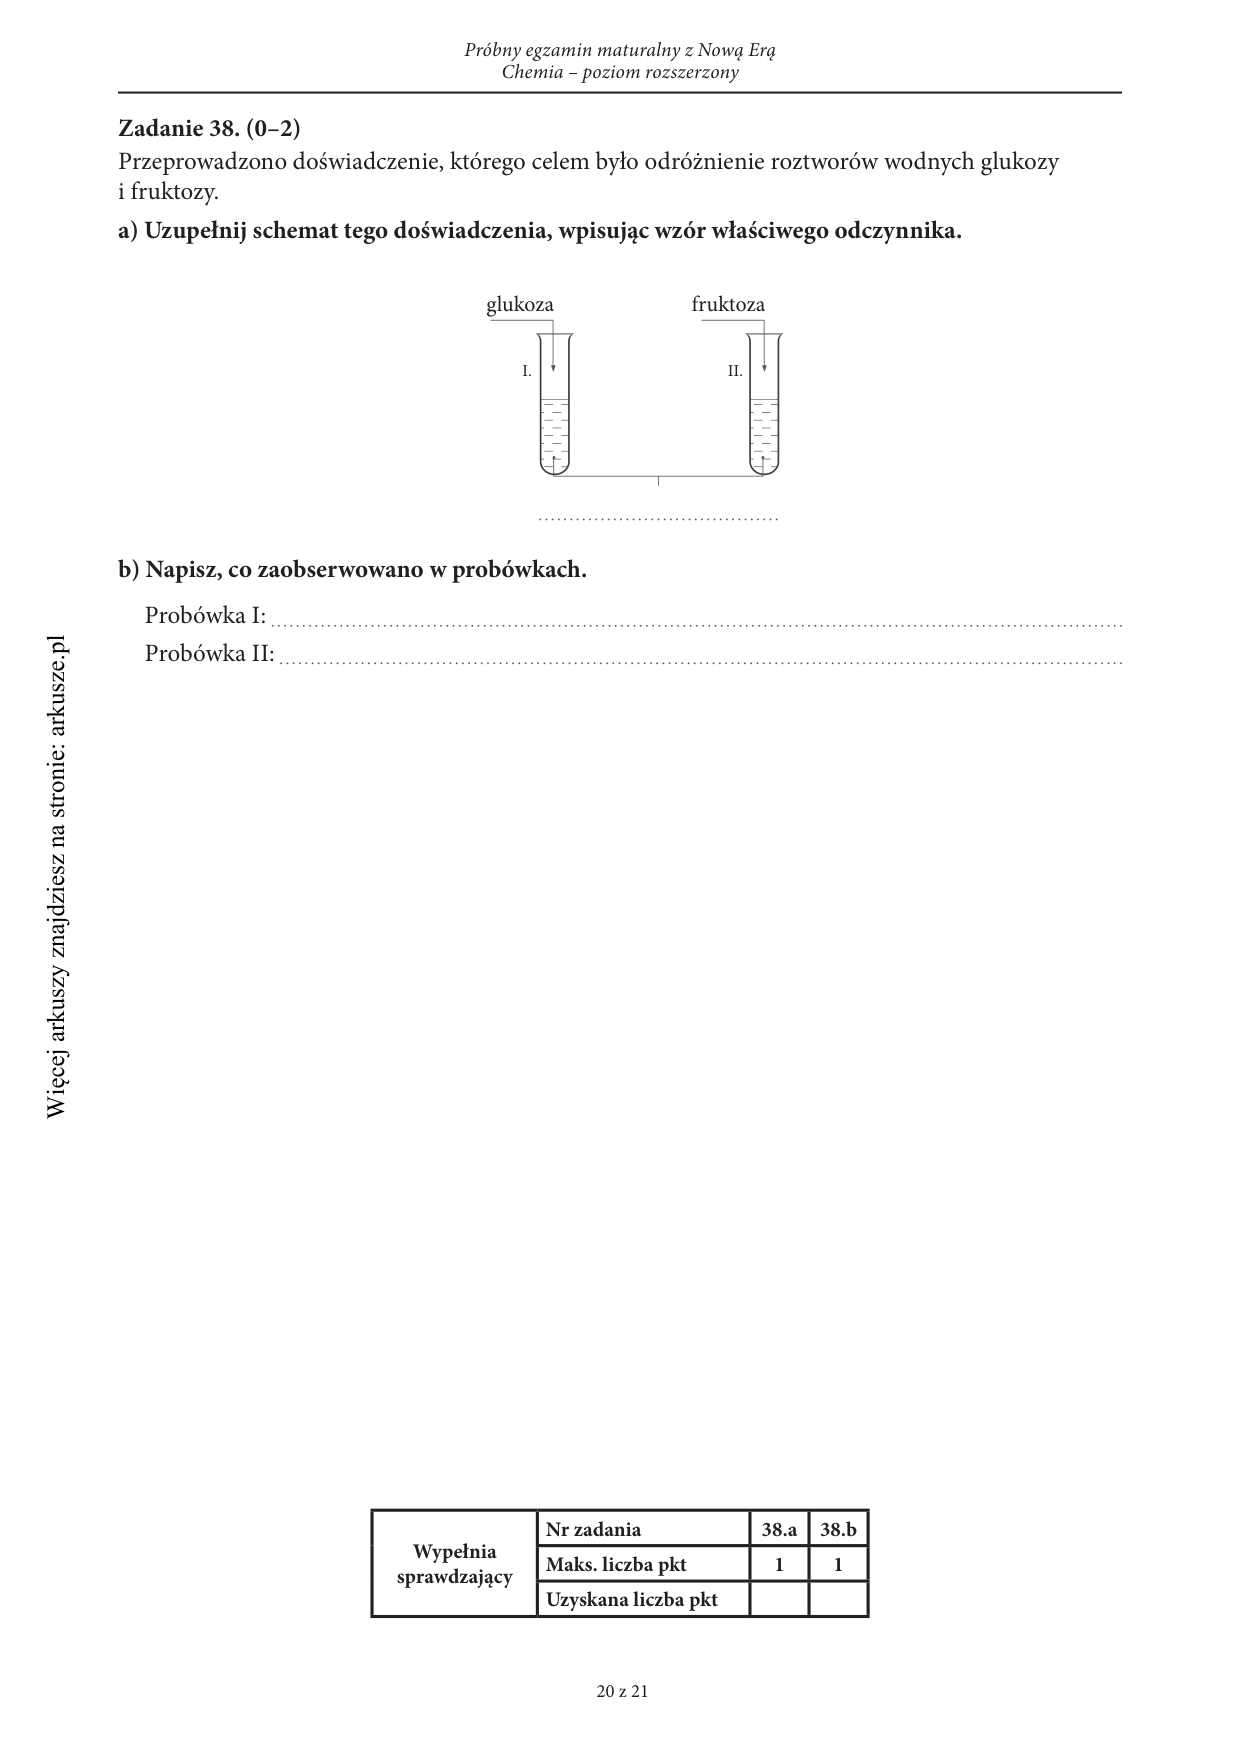 Próbny egzamin maturalny z Nową Erą
Chemia – poziom rozszerzony
Zadanie 38. (0–2)
Przeprowadzono doświadczenie, którego celem było odróżnienie roztworów wodnych glukozy
i fruktozy.
a) Uzupełnij schemat tego doświadczenia, wpisując wzór właściwego odczynnika.
glukoza fruktoza
I. II.
........................................
b) Napisz, co zaobserwowano w probówkach.
Probówka I: ........................................
Probówka II: ........................................
Więcej arkuszy znajdziesz na stronie: arkusze.pl
Wypełnia
sprawdzający
Nr zadania 38.a 38.b
Maks. liczba pkt 1 1
Uzyskana liczba pkt
20 z 21